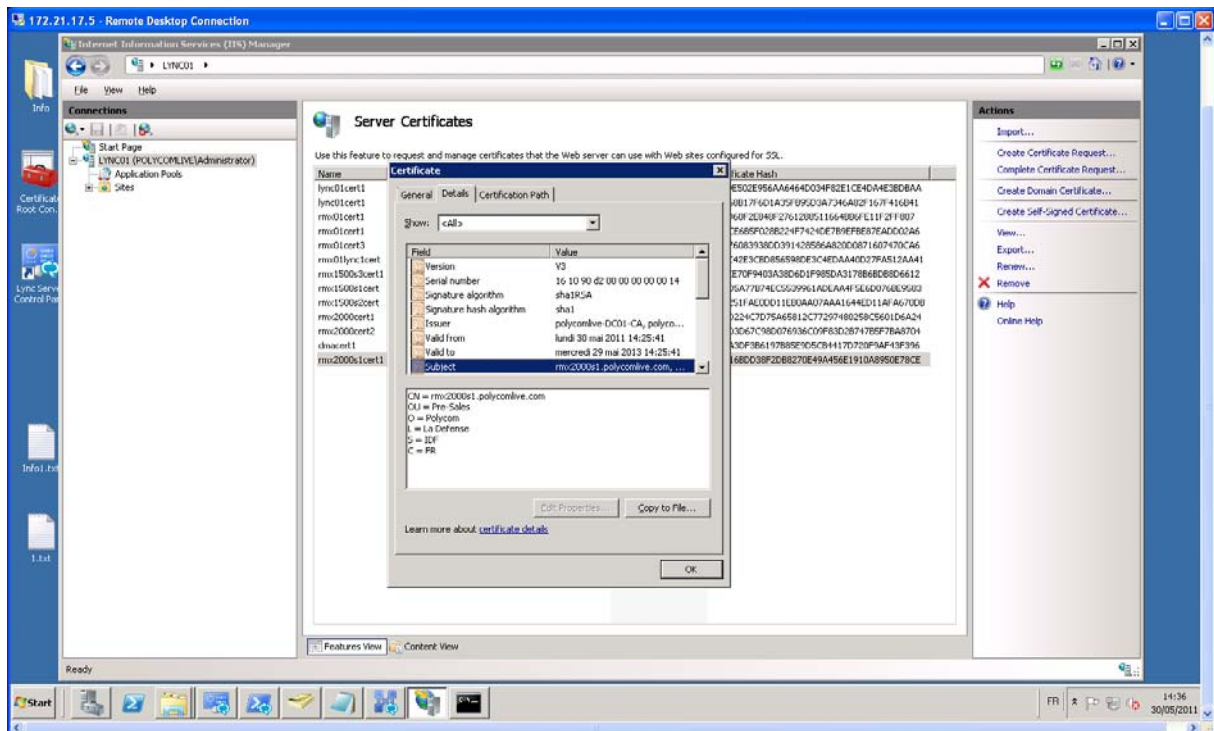 172.21.17.5 - Remote Desktop Connection
Internet Information Services (IIS) Manager
LYNC01
File View Help
Info
Connections
Start Page
LYNC01 (POLYCOMLIVE\Administrator)
Application Pools
Sites
Server Certificates
Use this feature to request and manage certificates that the Web server can use with Web sites configured for SSL.
Name
lync01cert1
lync01cert1
rmx01cert1
rmx01cert1
rmx01cert3
rmx01lync1cert
rmx1500s3cert1
rmx1500s1cert
rmx1500s2cert
rmx2000cert1
rmx2000cert2
dmacert1
rmx2000s1cert1
Certificate
General Details Certification Path
Show: <All>
Field Value
Version V3
Serial number 16 10 90 d2 00 00 00 00 00 14
Signature algorithm sha1RSA
Signature hash algorithm sha1
Issuer polycomlive-DC01-CA, polyco...
Valid from lundi 30 mai 2011 14:25:41
Valid to mercredi 29 mai 2013 14:25:41
Subject rmx2000s1.polycomlive.com, ...
CN = rmx2000s1.polycomlive.com
OU = Pre-Sales
O = Polycom
L = La Defense
S = IDF
C = FR
Edit Properties... Copy to File...
Learn more about certificate details
OK
ficate Hash
Actions
Import...
Create Certificate Request...
Complete Certificate Request...
Create Domain Certificate...
Create Self-Signed Certificate...
View...
Export...
Renew...
Remove
Help
Online Help
Certificat
Root Con.
Lync Serv
Control Pa
Info1.txt
1.txt
Features View Content View
Ready
Start
FR
14:36
30/05/2011